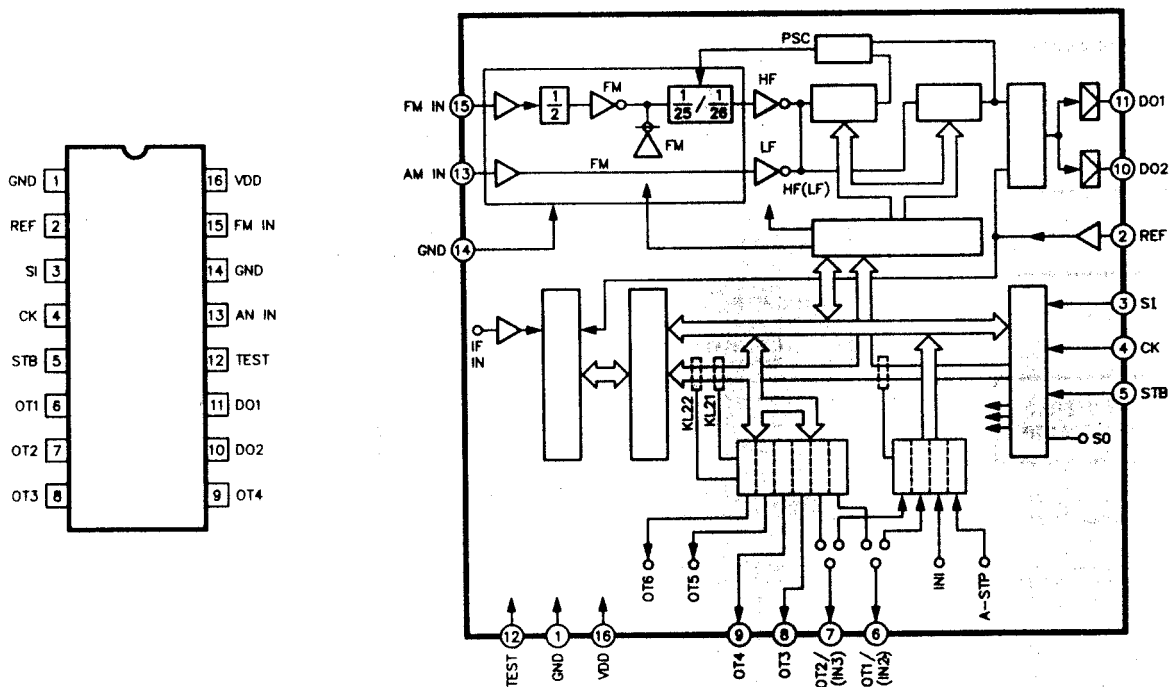 GND 1
REF 2
SI 3
CK 4
STB 5
OT1 6
OT2 7
OT3 8
16 VDD
15 FM IN
14 GND
13 AN IN
12 TEST
11 DO1
10 DO2
9 OT4
PSC
FM IN 15
1/2
FM
1/25 / 1/26
HF
FM
AM IN 13
FM
LF
HF(LF)
GND 14
11 DO1
10 DO2
2 REF
3 SI
4 CK
5 STB
SO
IF IN
KL22
KL21
OT6
OT5
INI
A-STP
12 TEST
1 GND
16 VDD
9 OT4
8 OT3
7 OT2/(IN3)
6 OT1/(IN2)